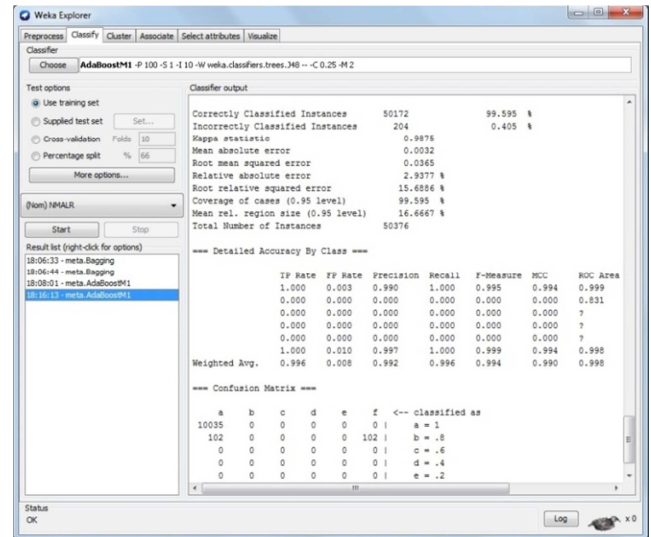 Weka Explorer
Preprocess Classify Cluster Associate Select attributes Visualize
Classifier
Choose AdaBoostM1 -P 100 -S 1 -I 10 -W weka.classifiers.trees.J48 -- -C 0.25 -M 2
Test options
Use training set
Supplied test set Set...
Cross-validation Folds 10
Percentage split % 66
More options...
(Nom) NMALR
Start Stop
Result list (right-click for options)
18:06:33 - meta.Bagging
18:06:44 - meta.Bagging
18:08:01 - meta.AdaBoostM1
18:16:13 - meta.AdaBoostM1
Classifier output
Correctly Classified Instances 50172 99.595 %
Incorrectly Classified Instances 204 0.405 %
Kappa statistic 0.9876
Mean absolute error 0.0032
Root mean squared error 0.0365
Relative absolute error 2.9377 %
Root relative squared error 15.6886 %
Coverage of cases (0.95 level) 99.595 %
Mean rel. region size (0.95 level) 16.6667 %
Total Number of Instances 50376
=== Detailed Accuracy By Class ===
TP Rate FP Rate Precision Recall F-Measure MCC ROC Area
1.000 0.003 0.990 1.000 0.995 0.994 0.999
0.000 0.000 0.000 0.000 0.000 0.000 0.831
0.000 0.000 0.000 0.000 0.000 0.000 ?
0.000 0.000 0.000 0.000 0.000 0.000 ?
0.000 0.000 0.000 0.000 0.000 0.000 ?
1.000 0.010 0.997 1.000 0.999 0.994 0.998
Weighted Avg. 0.996 0.008 0.992 0.996 0.994 0.990 0.998
=== Confusion Matrix ===
a b c d e f <-- classified as
10035 0 0 0 0 0 | a = 1
102 0 0 0 0 102 | b = .8
0 0 0 0 0 0 | c = .6
0 0 0 0 0 0 | d = .4
0 0 0 0 0 0 | e = .2
Status
OK
Log x 0